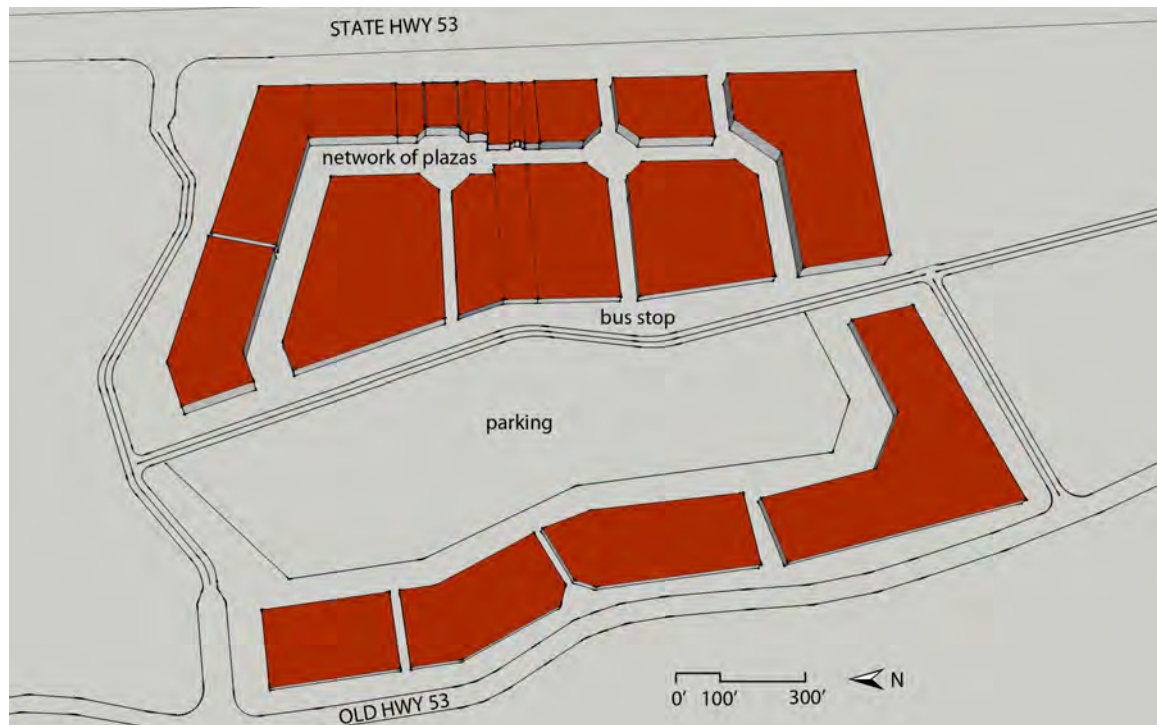 STATE HWY 53
network of plazas
bus stop
parking
N
0' 100' 300'
OLD HWY 53